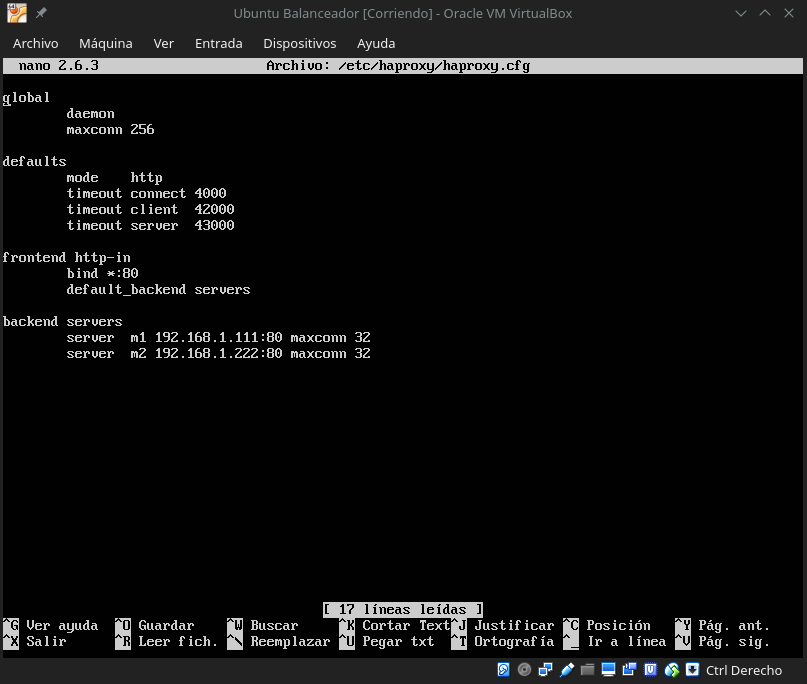 Ubuntu Balanceador [Corriendo] - Oracle VM VirtualBox
Archivo Máquina Ver Entrada Dispositivos Ayuda
nano 2.6.3 Archivo: /etc/haproxy/haproxy.cfg
global
daemon
maxconn 256
defaults
mode http
timeout connect 4000
timeout client 42000
timeout server 43000
frontend http-in
bind *:80
default_backend servers
backend servers
server m1 192.168.1.111:80 maxconn 32
server m2 192.168.1.222:80 maxconn 32
[ 17 líneas leídas ]
^G Ver ayuda ^O Guardar ^W Buscar ^K Cortar Text ^J Justificar ^C Posición ^Y Pág. ant.
^X Salir ^R Leer fich. ^\ Reemplazar ^U Pegar txt ^T Ortografía ^_ Ir a línea ^V Pág. sig.
Ctrl Derecho